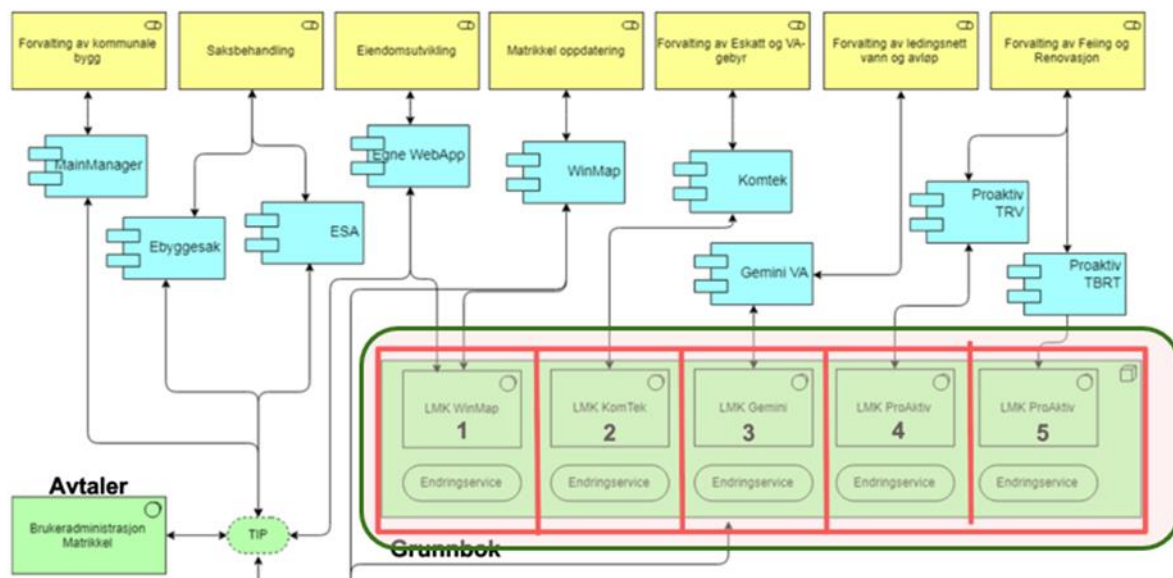 Forvalting av kommunale
bygg
Saksbehandling
Eiendomsutvikling
Matrikkel oppdatering
Forvalting av Eskatt og VA-
gebyr
Forvalting av ledingsnett
vann og avløp
Forvalting av Feiing og
Renovasjon
MainManager
Egne WebApp
WinMap
Komtek
Proaktiv
TRV
Ebyggesak
ESA
Gemini VA
Proaktiv
TBRT
LMK WinMap
1
LMK KomTek
2
LMK Gemini
3
LMK ProAktiv
4
LMK ProAktiv
5
Endringservice
Endringservice
Endringservice
Endringservice
Endringservice
Avtaler
Brukeradministrasjon
Matrikkel
TIP
Grunnbok